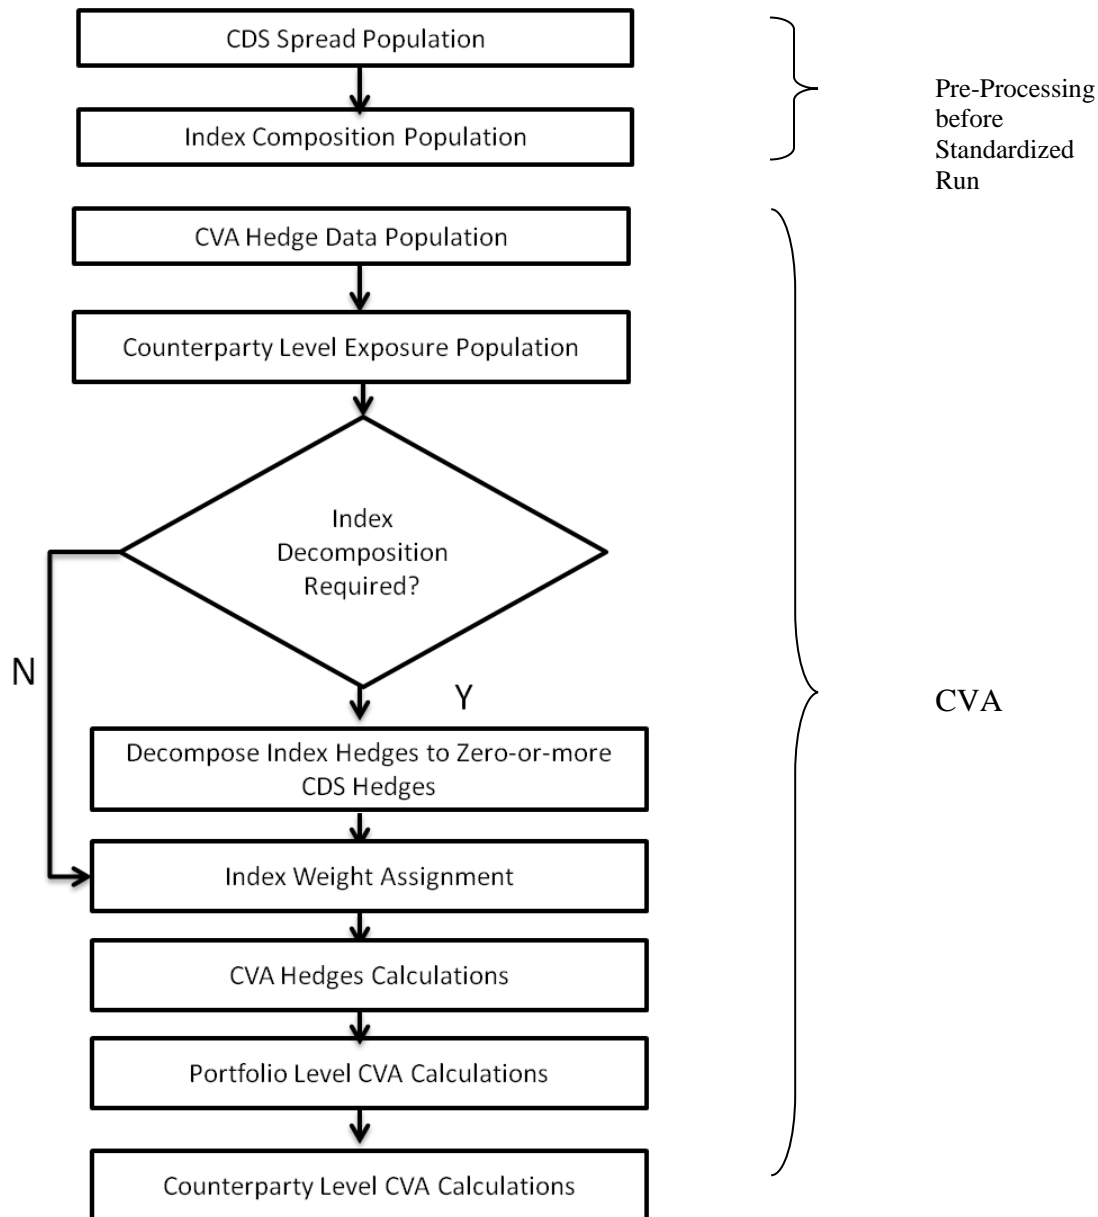 CDS Spread Population
Index Composition Population
Pre-Processing
before
Standardized
Run
CVA Hedge Data Population
Counterparty Level Exposure Population
Index
Decomposition
Required?
N
Y
CVA
Decompose Index Hedges to Zero-or-more
CDS Hedges
Index Weight Assignment
CVA Hedges Calculations
Portfolio Level CVA Calculations
Counterparty Level CVA Calculations